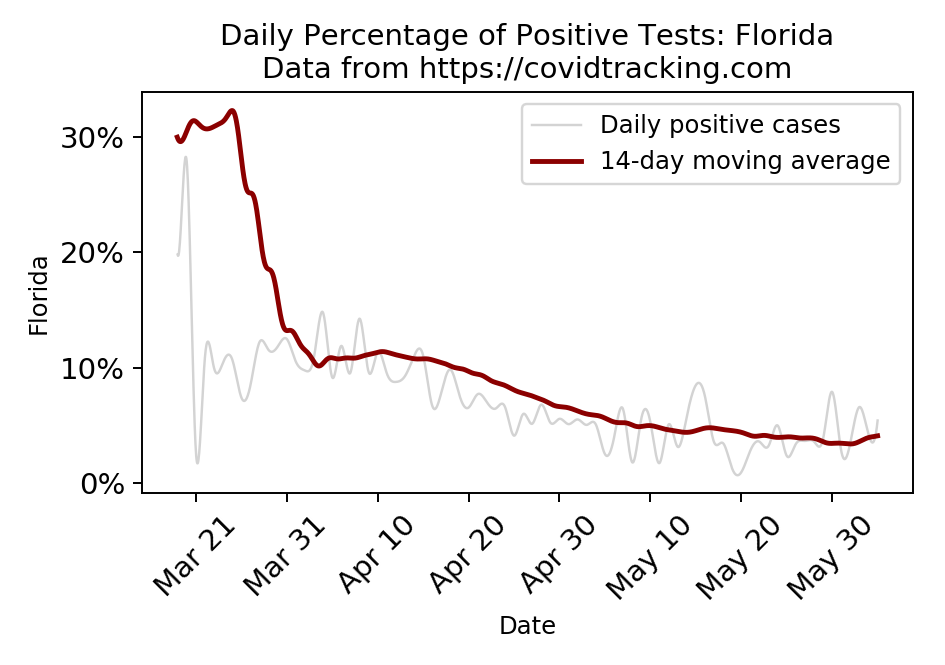 Daily Percentage of Positive Tests: Florida
Data from https://covidtracking.com
Daily positive cases
14-day moving average
30%
20%
10%
0%
Florida
Mar 21
Mar 31
Apr 10
Apr 20
Apr 30
May 10
May 20
May 30
Date